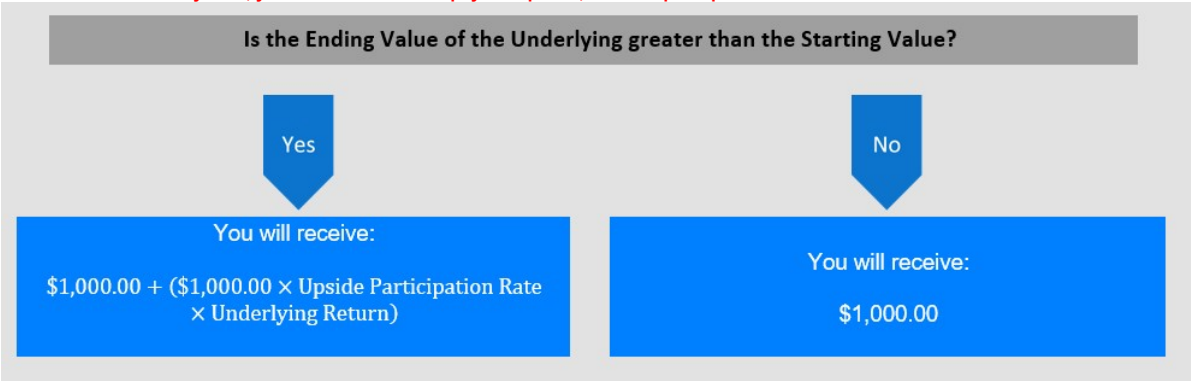 Is the Ending Value of the Underlying greater than the Starting Value?
Yes
No
You will receive:
$1,000.00 + ($1,000.00 × Upside Participation Rate
× Underlying Return)
You will receive:
$1,000.00